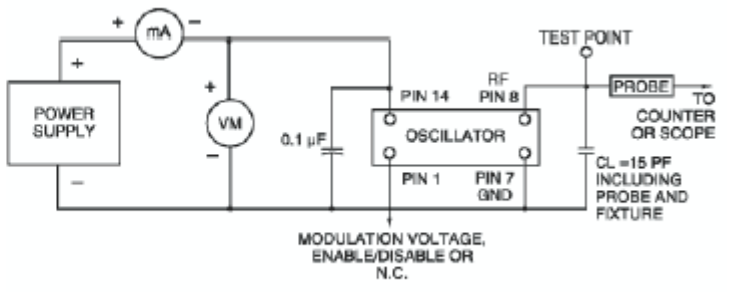 + mA −
+
POWER
SUPPLY
−
+
VM
−
0.1 µF
PIN 14
RF
PIN 8
OSCILLATOR
PIN 1
PIN 7
GND
TEST POINT
PROBE
TO
COUNTER
OR SCOPE
CL =15 PF
INCLUDING
PROBE AND
FIXTURE
MODULATION VOLTAGE,
ENABLE/DISABLE OR
N.C.